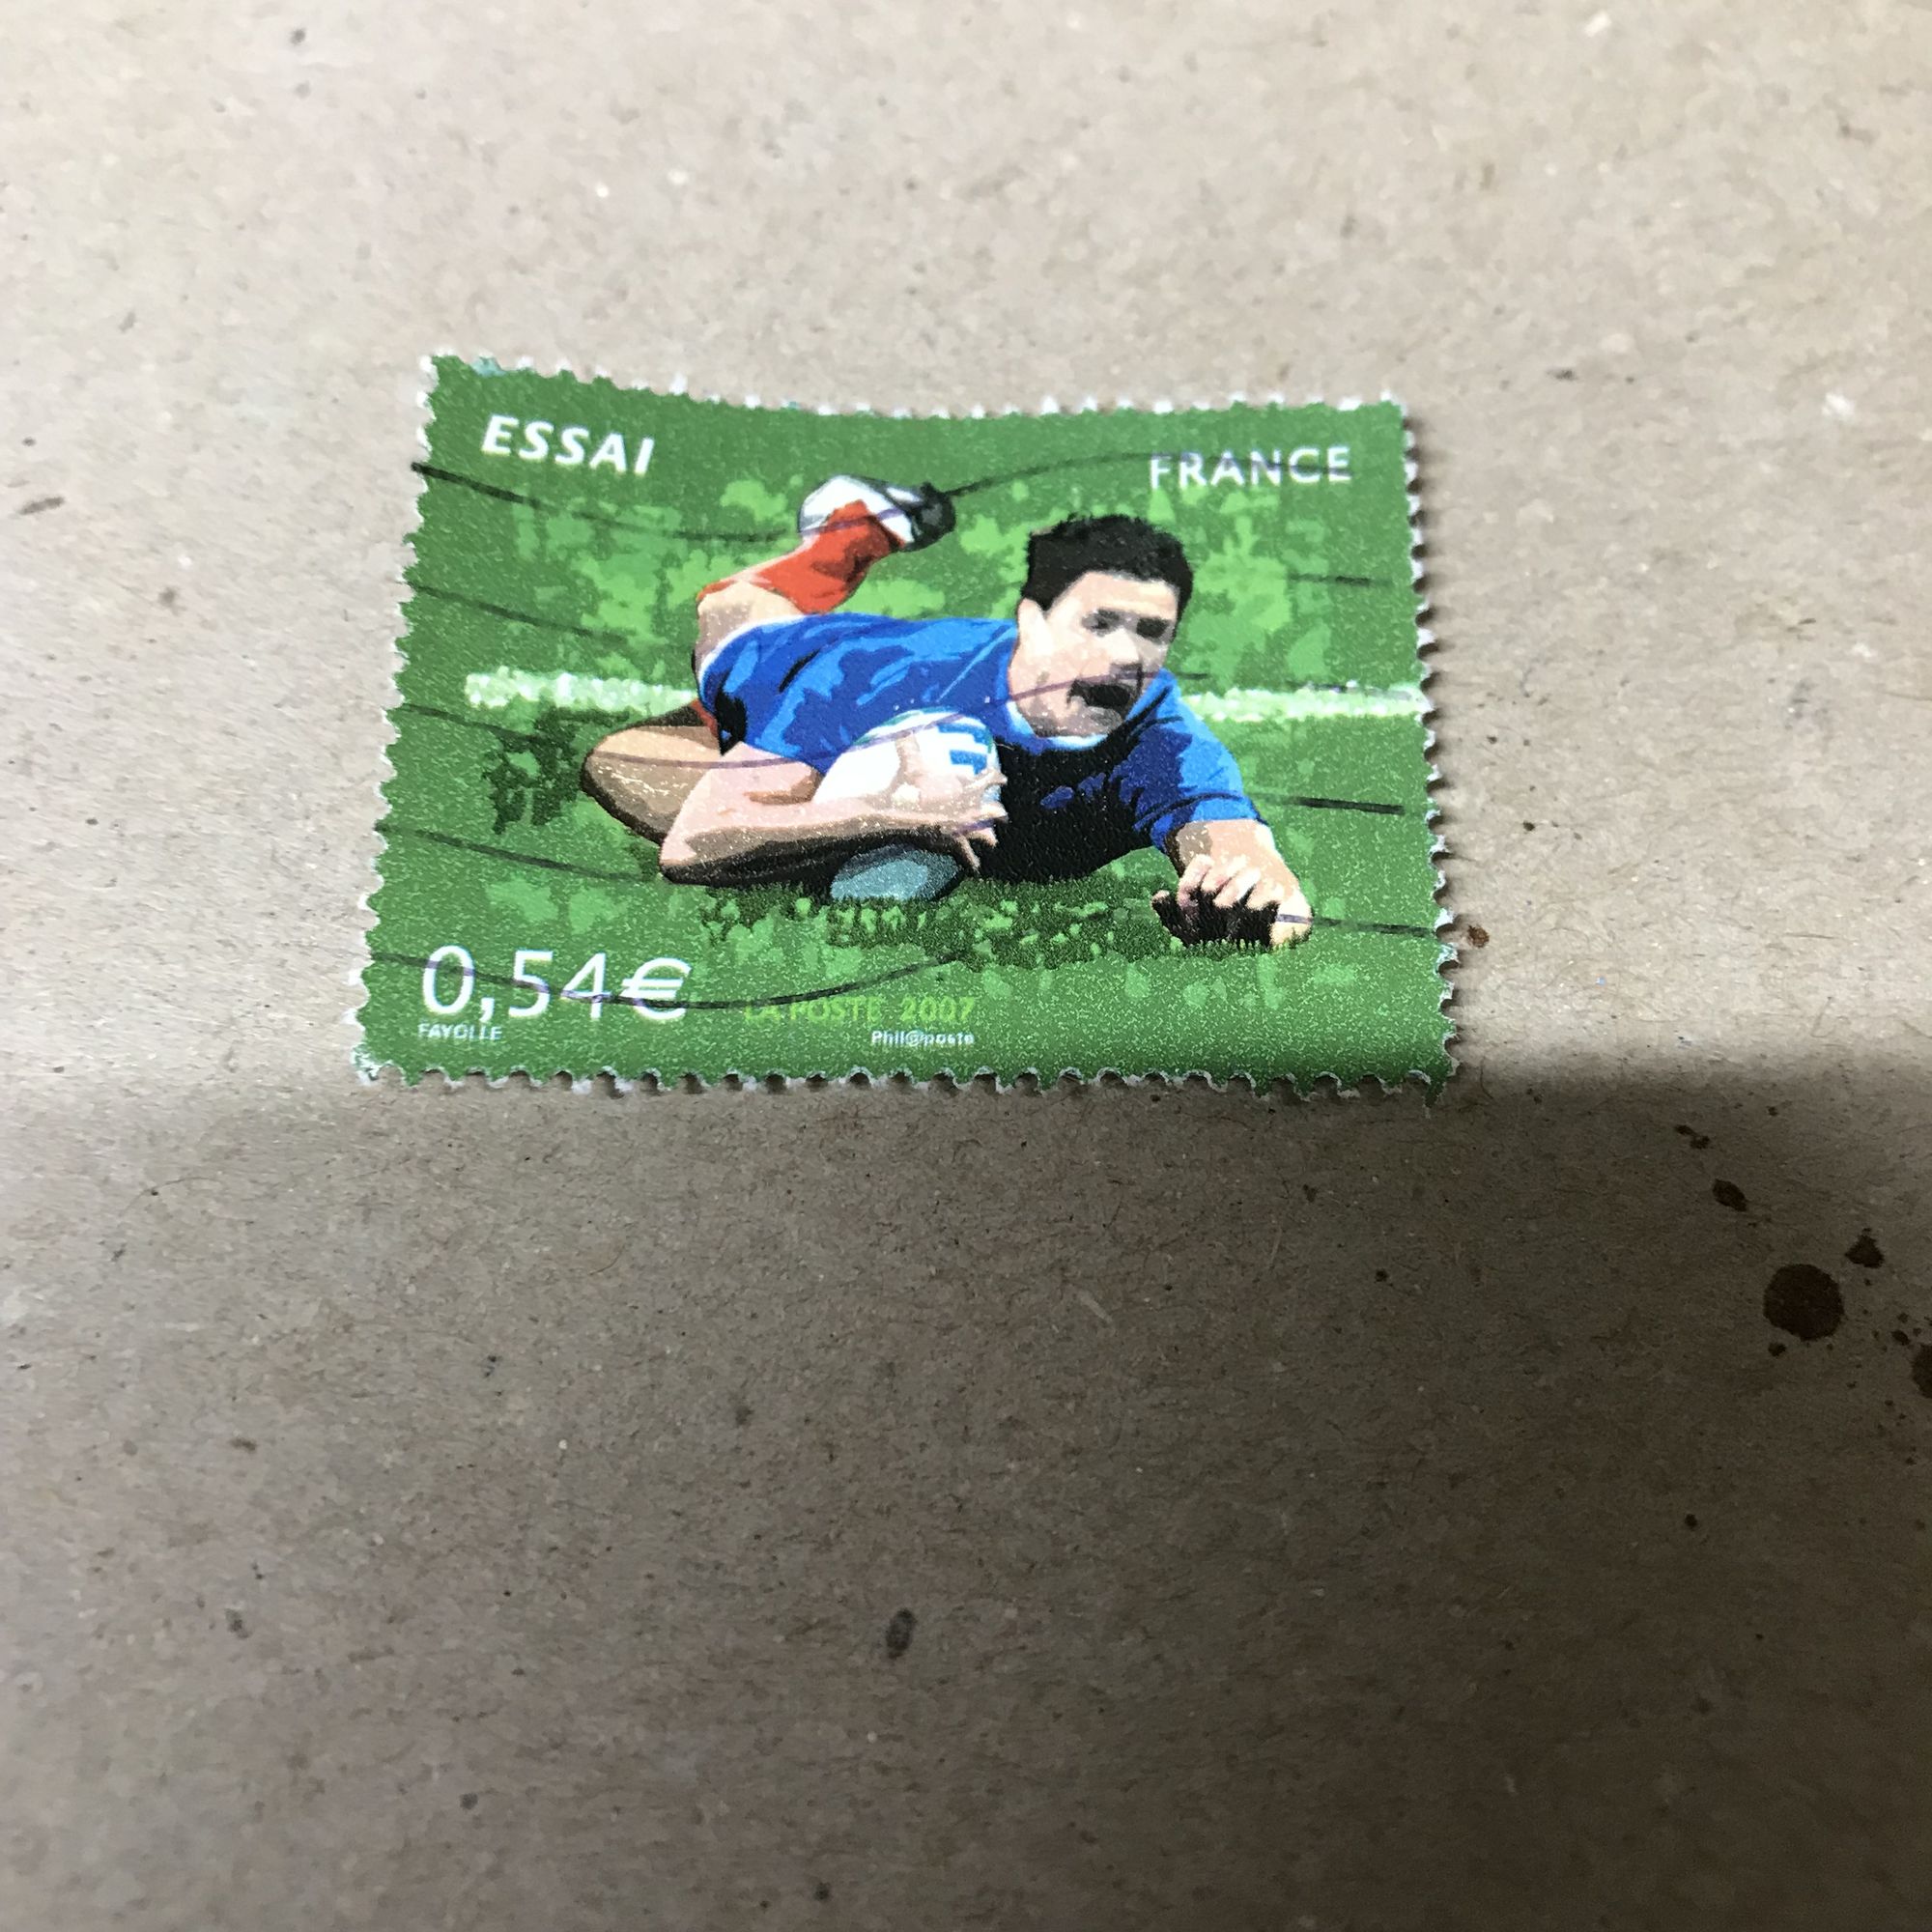 ESSAI
FRANCE
0,54€
FAYOLLE
LA POSTE 2007
Phil@poste